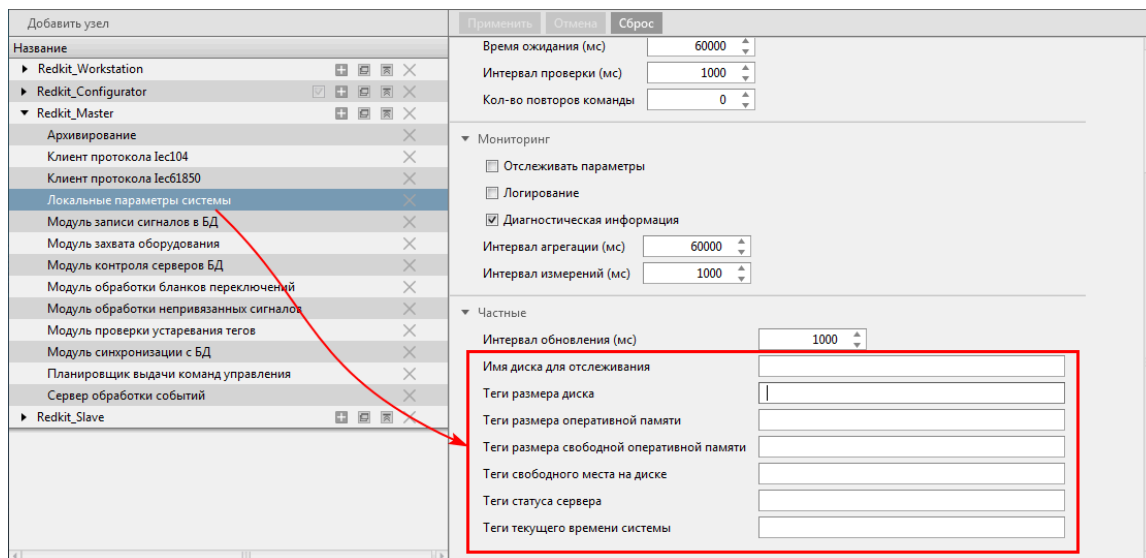 Добавить узел
Название
Redkit_Workstation
Redkit_Configurator
Redkit_Master
Архивирование
Клиент протокола Iec104
Клиент протокола Iec61850
Локальные параметры системы
Модуль записи сигналов в БД
Модуль захвата оборудования
Модуль контроля серверов БД
Модуль обработки бланков переключений
Модуль обработки непривязанных сигналов
Модуль проверки устаревания тегов
Модуль синхронизации с БД
Планировщик выдачи команд управления
Сервер обработки событий
Redkit_Slave
Применить Отмена Сброс
Время ожидания (мс) 60000
Интервал проверки (мс) 1000
Кол-во повторов команды 0
Мониторинг
Отслеживать параметры
Логирование
Диагностическая информация
Интервал агрегации (мс) 60000
Интервал измерений (мс) 1000
Частные
Интервал обновления (мс) 1000
Имя диска для отслеживания
Теги размера диска
Теги размера оперативной памяти
Теги размера свободной оперативной памяти
Теги свободного места на диске
Теги статуса сервера
Теги текущего времени системы